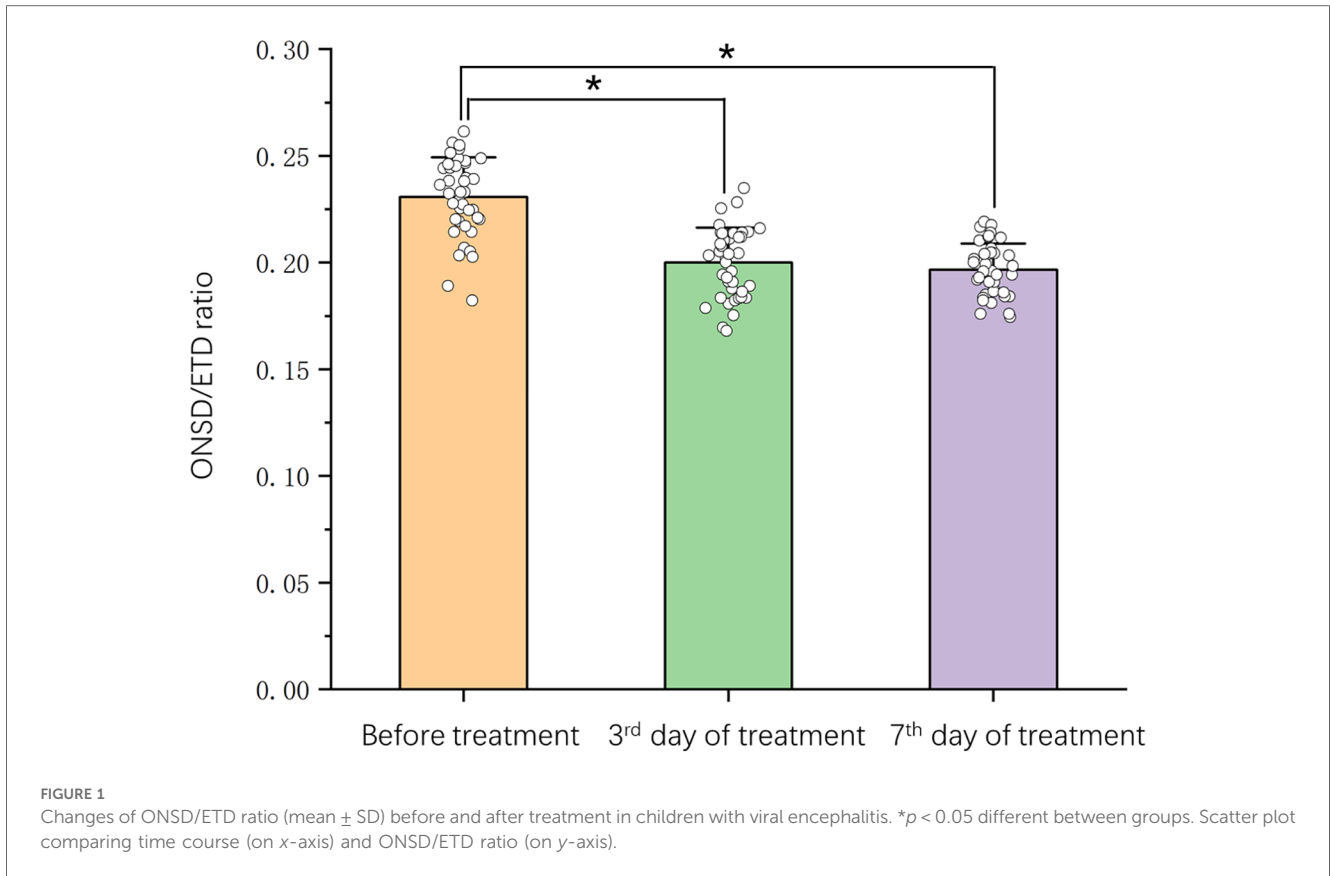 0.30
*
*
0.25
0.20
0.15
0.10
0.05
0.00
ONSD/ETD ratio
Before treatment 3rd day of treatment 7th day of treatment
FIGURE 1
Changes of ONSD/ETD ratio (mean ± SD) before and after treatment in children with viral encephalitis. *p < 0.05 different between groups. Scatter plot
comparing time course (on x-axis) and ONSD/ETD ratio (on y-axis).